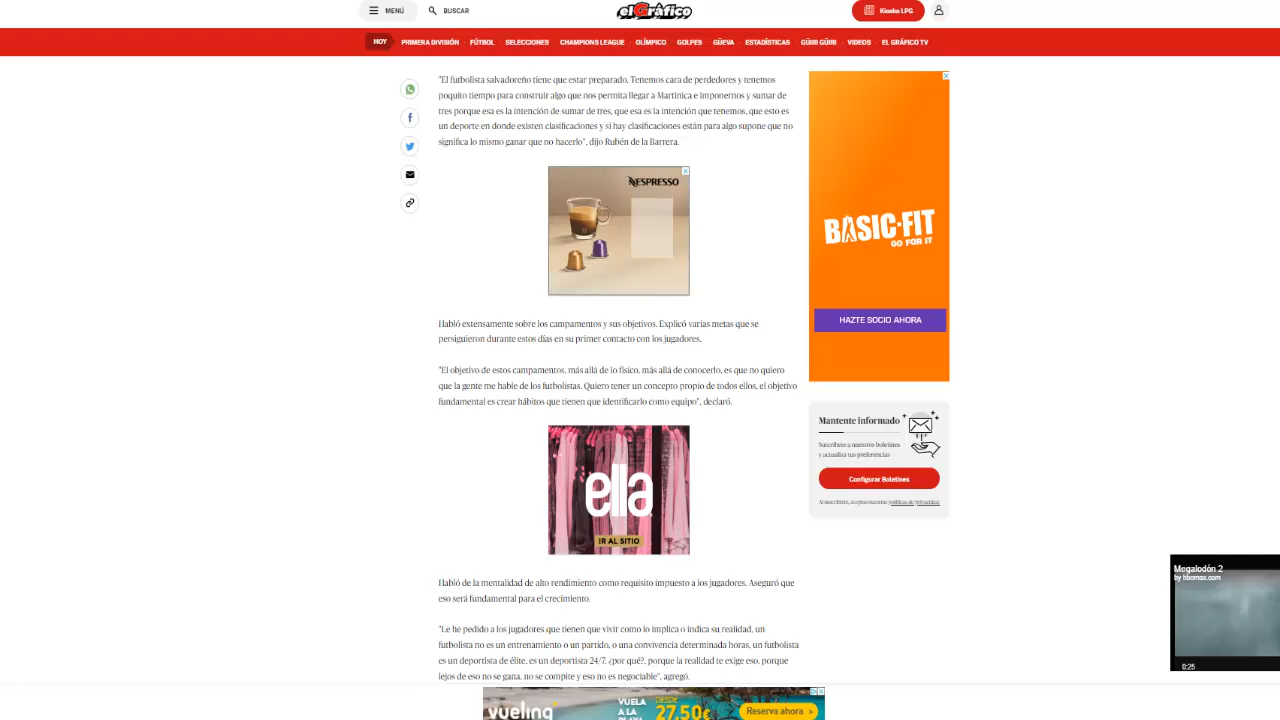 MENÚ
BUSCAR
el Gráfico
Kiosko LPG
HOY
PRIMERA DIVISIÓN
FÚTBOL
SELECCIONES
CHAMPIONS LEAGUE
OLÍMPICO
GOLFES
GÜEVA
ESTADÍSTICAS
GÜIRI GÜIRI
VIDEOS
EL GRÁFICO TV
"El futbolista salvadoreño tiene que estar preparado. Tenemos cara de perdedores y tenemos
poquito tiempo para construir algo que nos permita llegar a Martinica e imponernos y sumar de
tres porque esa es la intención de sumar de tres, que esa es la intención que tenemos, que esto es
un deporte en donde existen clasificaciones y si hay clasificaciones están para algo supone que no
significa lo mismo ganar que no hacerlo", dijo Rubén de la Barrera.
NESPRESSO
BASIC-FIT
GO FOR IT
HAZTE SOCIO AHORA
Habló extensamente sobre los campamentos y sus objetivos. Explicó varias metas que se
persiguieron durante estos días en su primer contacto con los jugadores.
"El objetivo de estos campamentos, más allá de lo físico, más allá de conocerlo, es que no quiero
que la gente me hable de los futbolistas. Quiero tener un concepto propio de todos ellos, el objetivo
fundamental es crear hábitos que tienen que identificarlo como equipo", declaró.
Mantente informado
Suscríbete a nuestros boletines
y actualiza tus preferencias
Configurar Boletines
Al suscribirte, aceptas nuestras políticas de privacidad.
ella
IR AL SITIO
Habló de la mentalidad de alto rendimiento como requisito impuesto a los jugadores. Aseguró que
eso será fundamental para el crecimiento.
"Le he pedido a los jugadores que tienen que vivir como lo implica o indica su realidad, un
futbolista no es un entrenamiento o un partido, o una convivencia determinada horas, un futbolista
es un deportista de élite, es un deportista 24/7, ¿por qué?, porque la realidad te exige eso, porque
lejos de eso no se gana, no se compite y eso no es negociable", agregó.
Megalodón 2
by hbomax.com
0:25
vueling
VUELA
A LA
DESDE
27,50€
Reserva ahora >